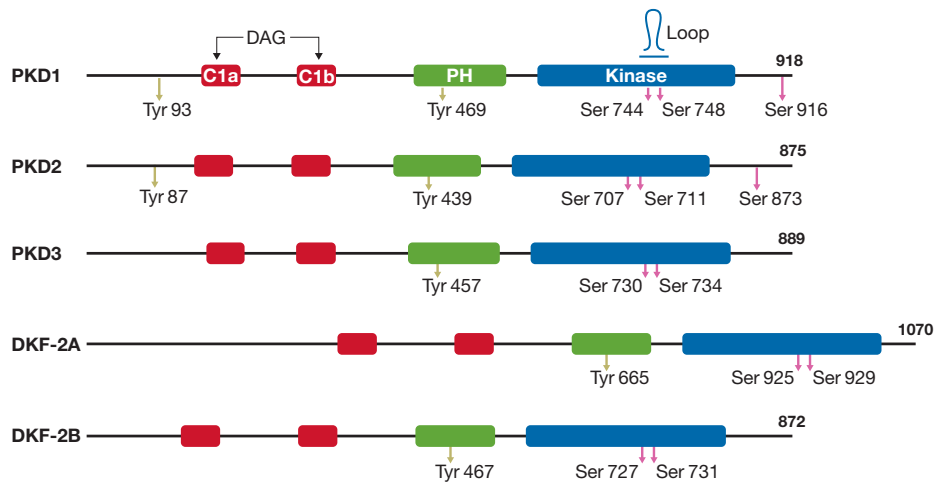 DAG
Loop
PKD1 C1a C1b PH Kinase 918
Tyr 93 Tyr 469 Ser 744 Ser 748 Ser 916
PKD2 875
Tyr 87 Tyr 439 Ser 707 Ser 711 Ser 873
PKD3 889
Tyr 457 Ser 730 Ser 734
DKF-2A 1070
Tyr 665 Ser 925 Ser 929
DKF-2B 872
Tyr 467 Ser 727 Ser 731